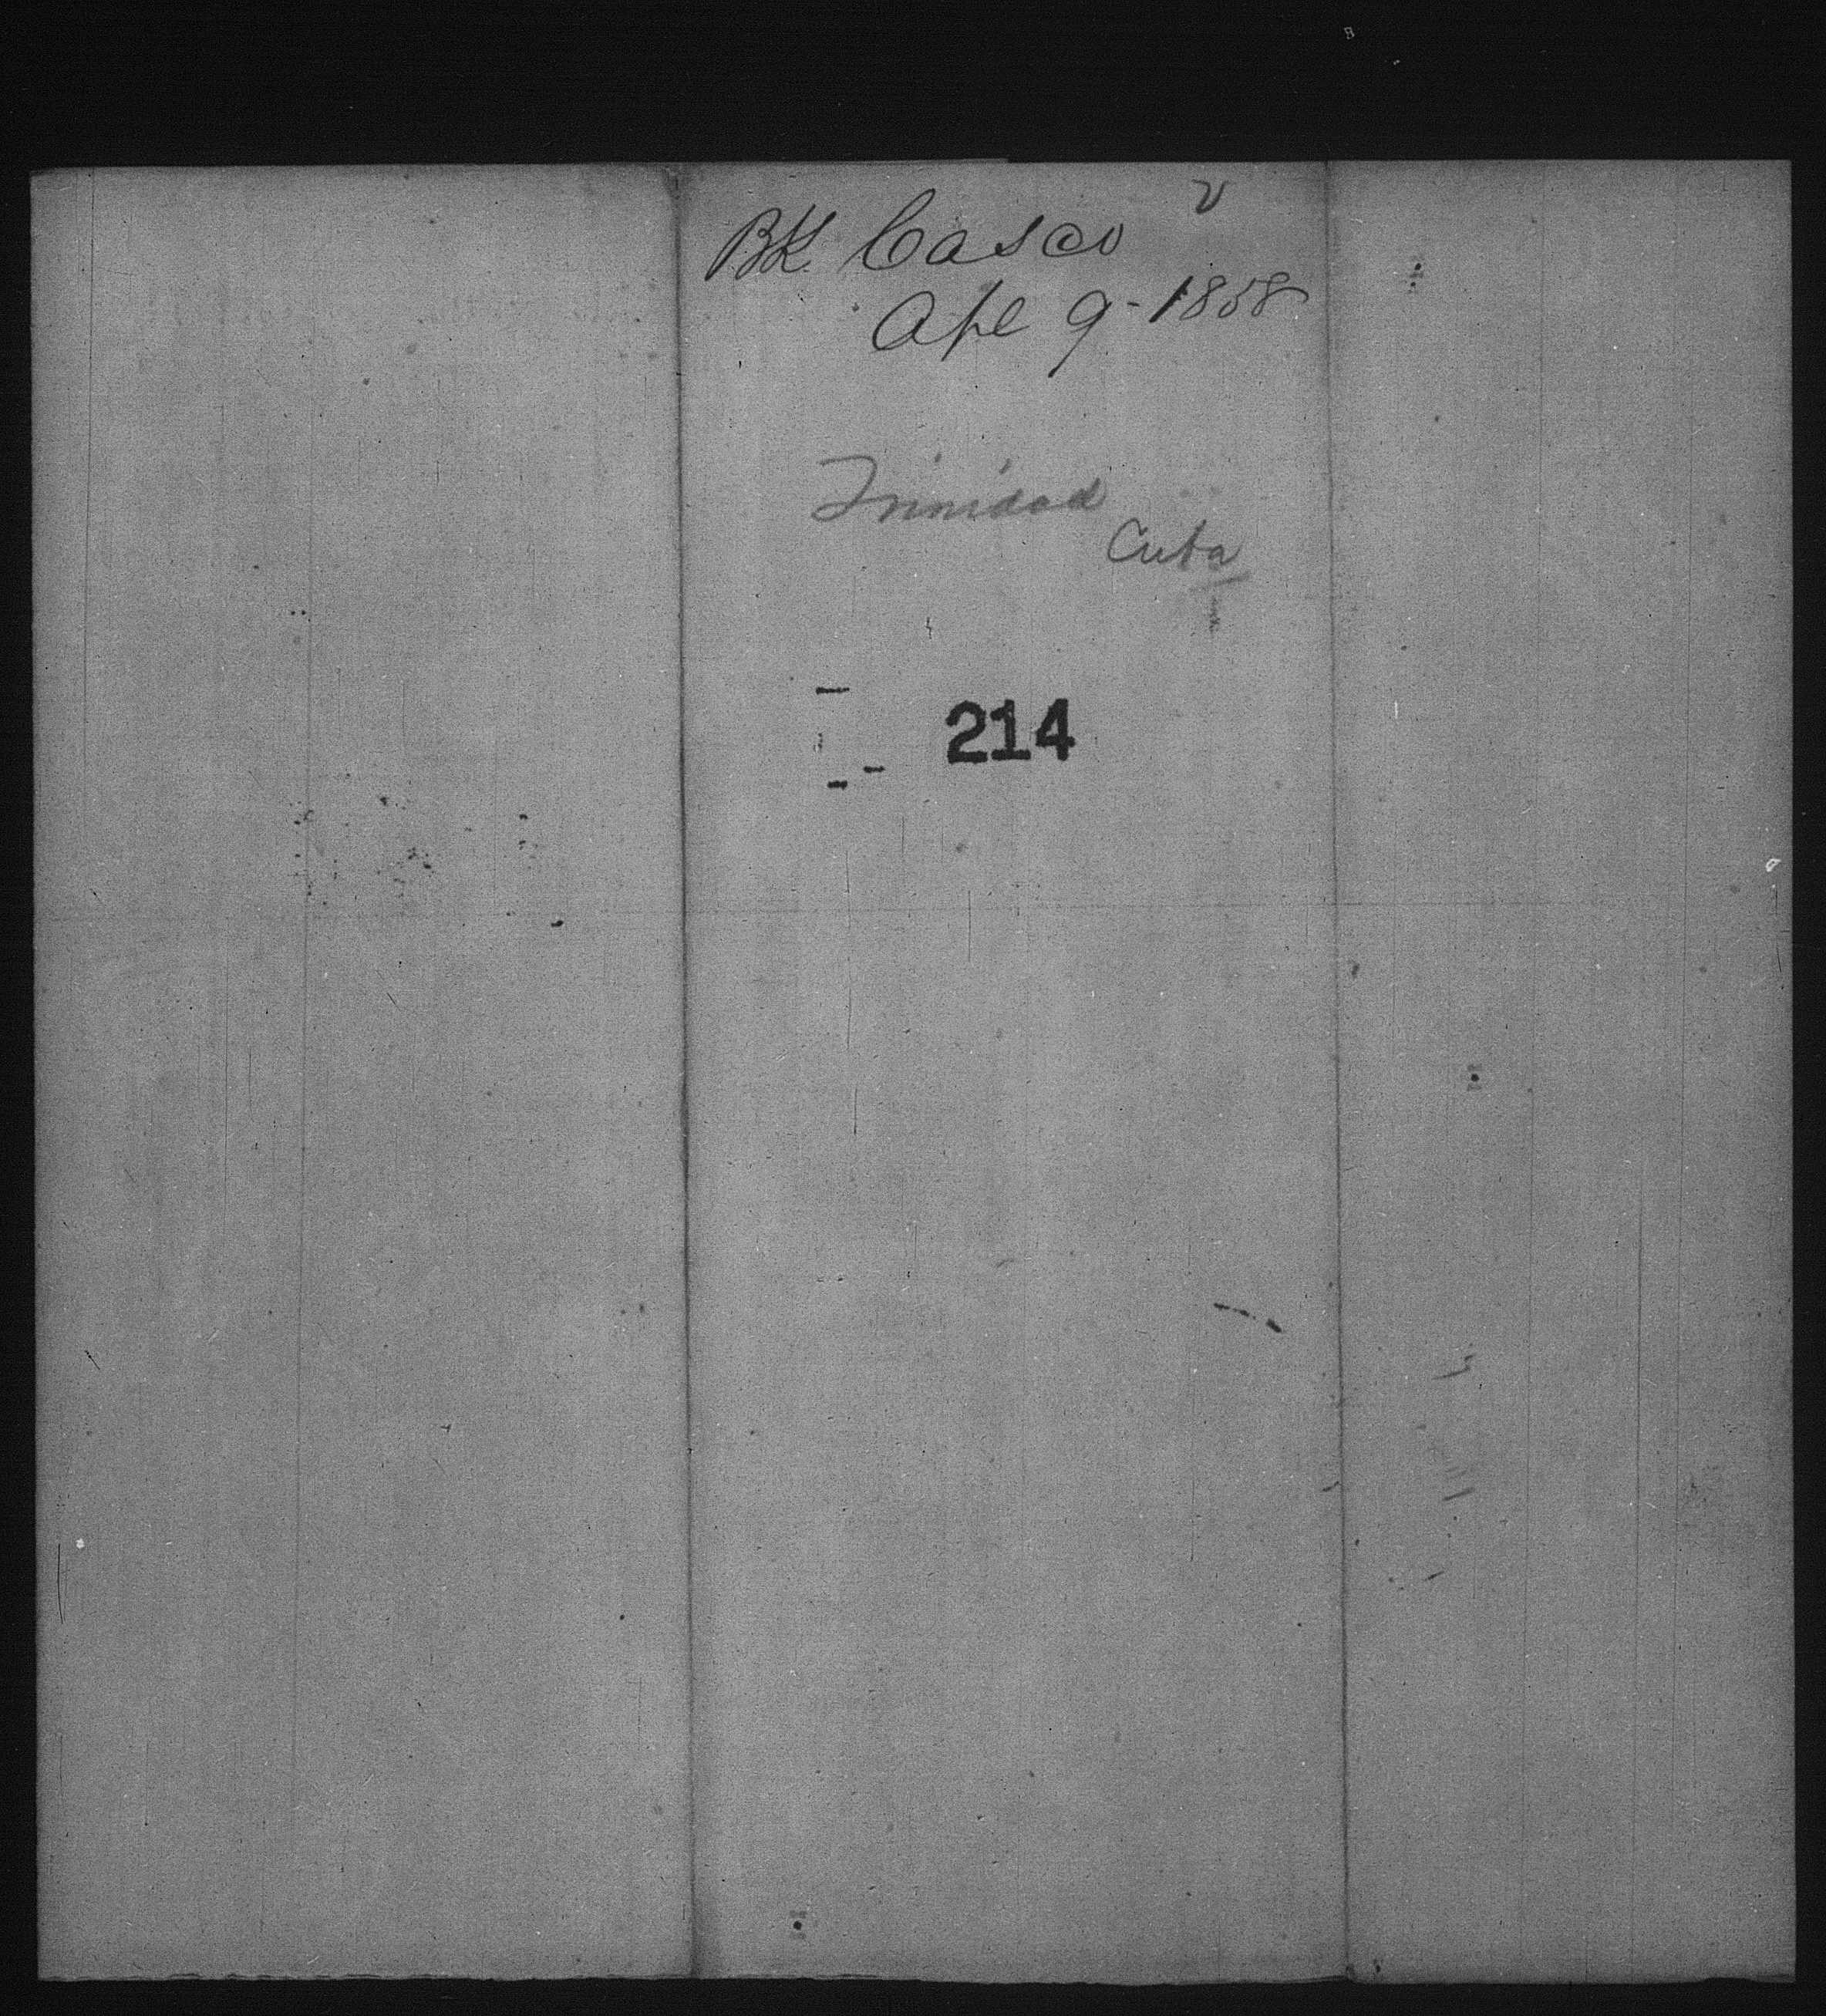 v
Bk Casco
Apl 9-1858
Trinidad
Cuba
214